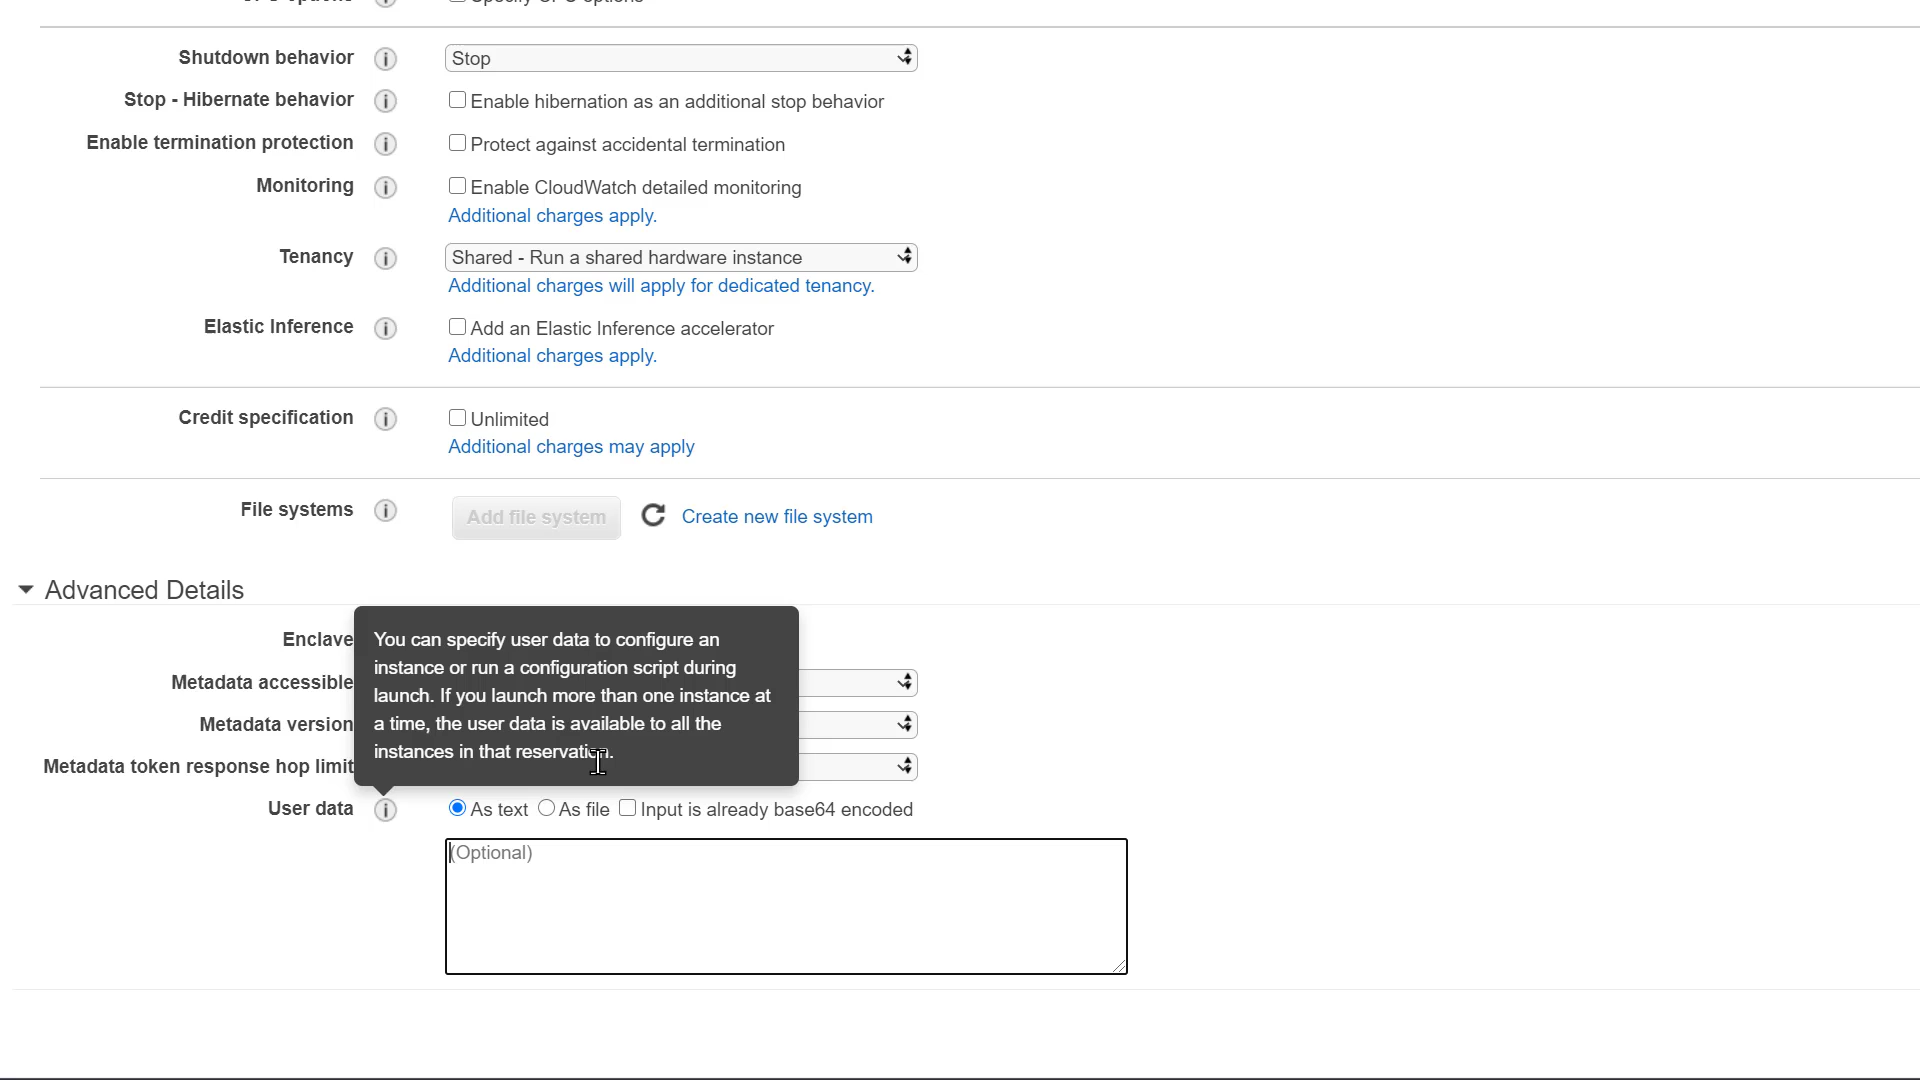 Shutdown behavior Stop
Stop - Hibernate behavior Enable hibernation as an additional stop behavior
Enable termination protection Protect against accidental termination
Monitoring Enable CloudWatch detailed monitoring
Additional charges apply.
Tenancy Shared - Run a shared hardware instance
Additional charges will apply for dedicated tenancy.
Elastic Inference Add an Elastic Inference accelerator
Additional charges apply.
Credit specification Unlimited
Additional charges may apply
File systems Add file system Create new file system
Advanced Details
Enclave
Metadata accessible
Metadata version
Metadata token response hop limit
You can specify user data to configure an
instance or run a configuration script during
launch. If you launch more than one instance at
a time, the user data is available to all the
instances in that reservation.
User data As text As file Input is already base64 encoded
(Optional)